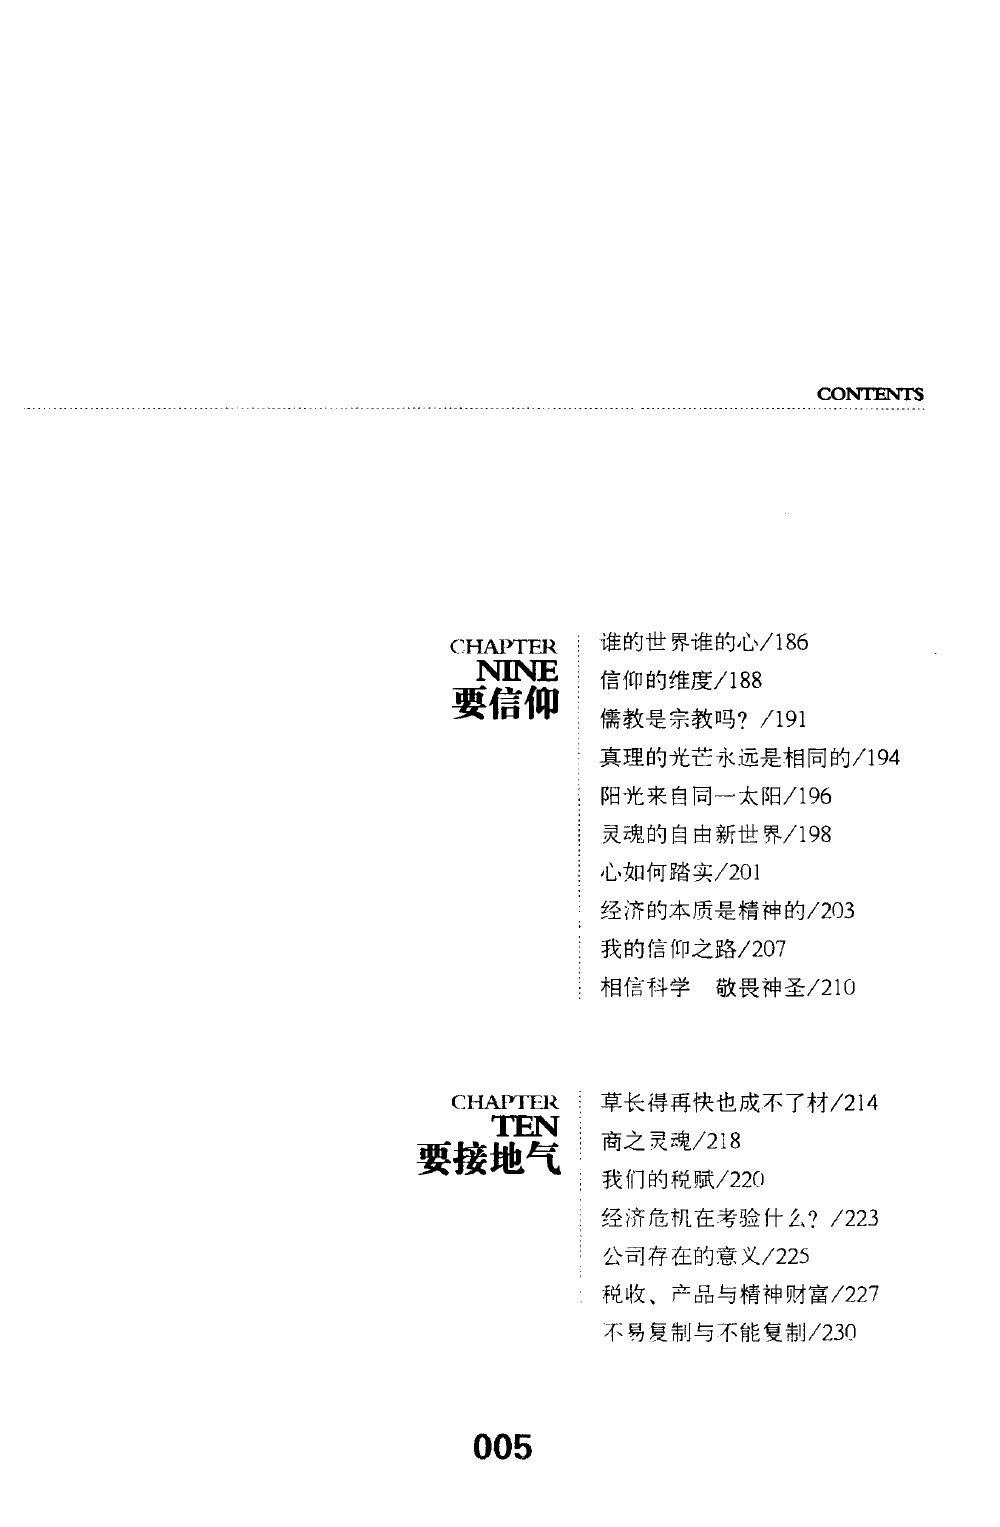 CONTENTS
CHAPTER
NINE
要信仰
谁的世界谁的心/186
信仰的维度/188
儒教是宗教吗？/191
真理的光芒永远是相同的/194
阳光来自同一太阳/196
灵魂的自由新世界/198
心如何踏实/201
经济的本质是精神的/203
我的信仰之路/207
相信科学　敬畏神圣/210
CHAPTER
TEN
要接地气
草长得再快也成不了材/214
商之灵魂/218
我们的税赋/220
经济危机在考验什么？/223
公司存在的意义/225
税收、产品与精神财富/227
不易复制与不能复制/230
005